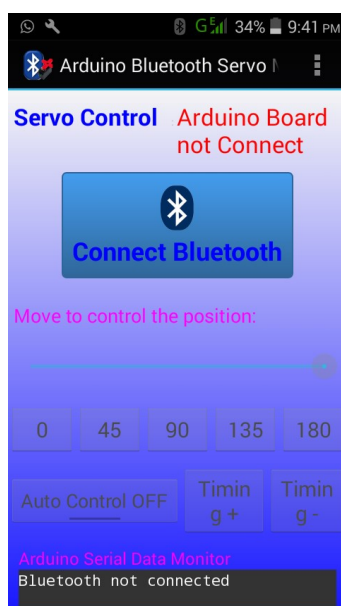 GE 34% 9:41 PM
Arduino Bluetooth Servo
Servo Control
Arduino Board
not Connect
Connect Bluetooth
Move to control the position:
0 45 90 135 180
Auto Control OFF
Timin
g +
Timin
g -
Arduino Serial Data Monitor
Bluetooth not connected